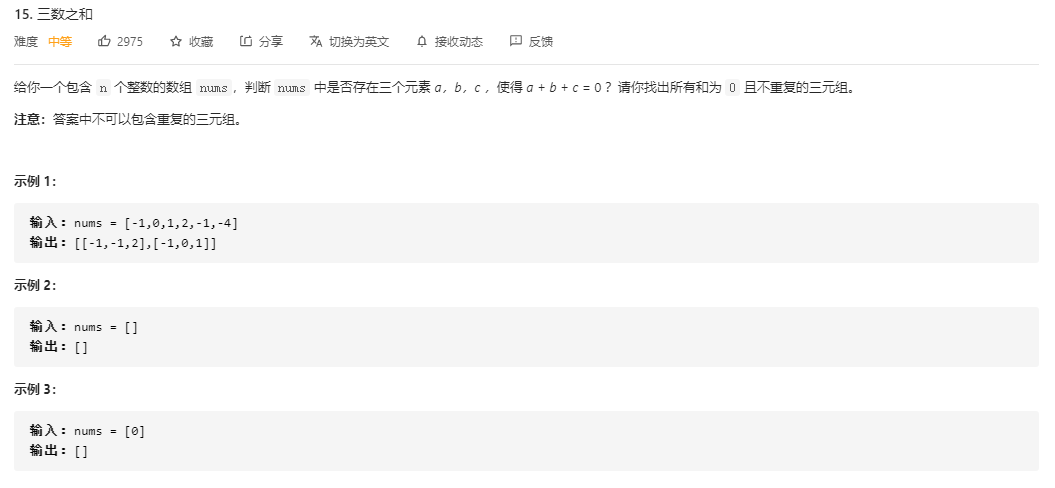 15. 三数之和
难度 中等 2975 收藏 分享 切换为英文 接收动态 反馈
给你一个包含 n 个整数的数组 nums，判断 nums 中是否存在三个元素 a，b，c ，使得 a + b + c = 0 ？请你找出所有和为 0 且不重复的三元组。
注意：答案中不可以包含重复的三元组。
示例 1：
输入：nums = [-1,0,1,2,-1,-4]
输出：[[-1,-1,2],[-1,0,1]]
示例 2：
输入：nums = []
输出：[]
示例 3：
输入：nums = [0]
输出：[]